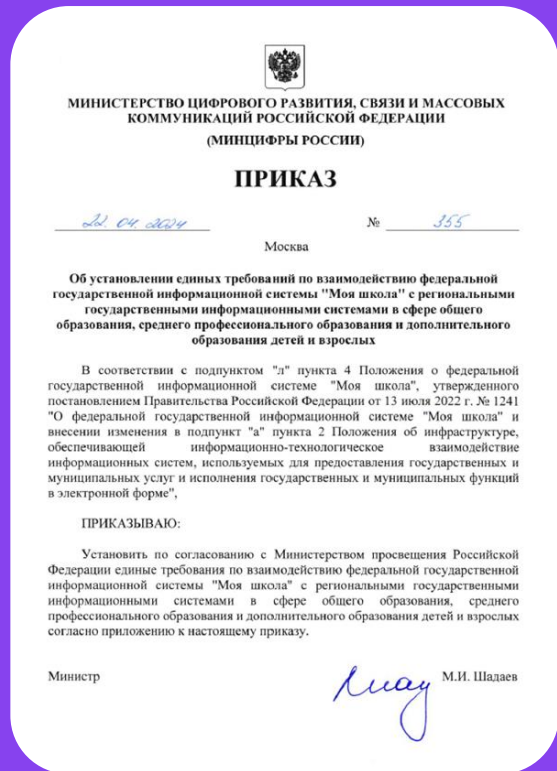 МИНИСТЕРСТВО ЦИФРОВОГО РАЗВИТИЯ, СВЯЗИ И МАССОВЫХ
КОММУНИКАЦИЙ РОССИЙСКОЙ ФЕДЕРАЦИИ
(МИНЦИФРЫ РОССИИ)
ПРИКАЗ
22. 04. 2024 № 355
Москва
Об установлении единых требований по взаимодействию федеральной
государственной информационной системы "Моя школа" с региональными
государственными информационными системами в сфере общего
образования, среднего профессионального образования и дополнительного
образования детей и взрослых
В соответствии с подпунктом "л" пункта 4 Положения о федеральной
государственной информационной системе "Моя школа", утвержденного
постановлением Правительства Российской Федерации от 13 июля 2022 г. № 1241
"О федеральной государственной информационной системе "Моя школа" и
внесении изменения в подпункт "а" пункта 2 Положения об инфраструктуре,
обеспечивающей информационно-технологическое взаимодействие
информационных систем, используемых для предоставления государственных и
муниципальных услуг и исполнения государственных и муниципальных функций
в электронной форме",
ПРИКАЗЫВАЮ:
Установить по согласованию с Министерством просвещения Российской
Федерации единые требования по взаимодействию федеральной государственной
информационной системы "Моя школа" с региональными государственными
информационными системами в сфере общего образования, среднего
профессионального образования и дополнительного образования детей и взрослых
согласно приложению к настоящему приказу.
Министр М.И. Шадаев